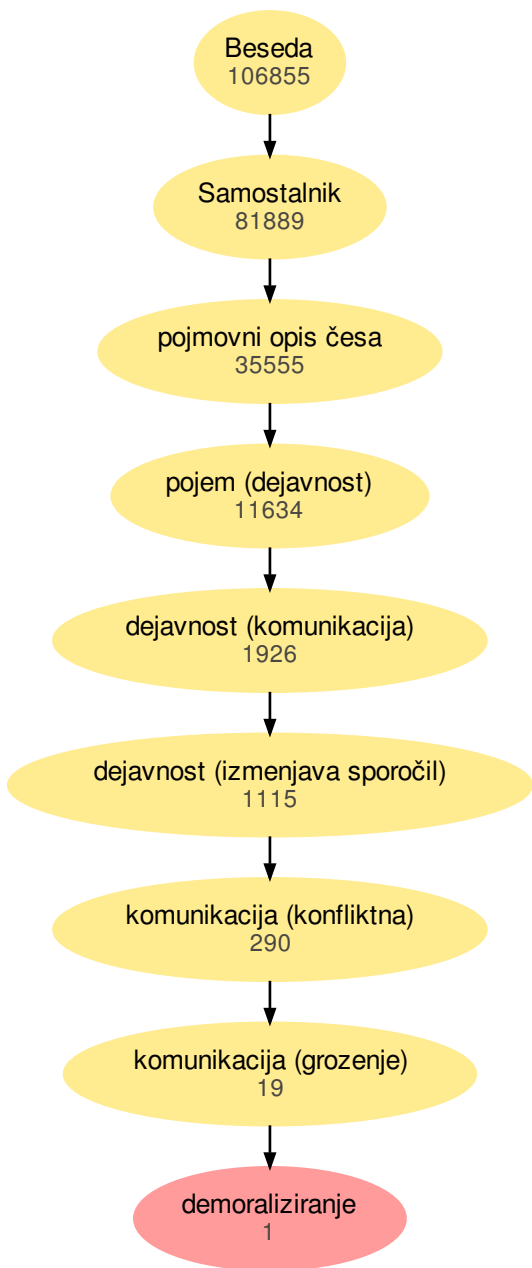 Beseda
106855
Samostalnik
81889
pojmovni opis česa
35555
pojem (dejavnost)
11634
dejavnost (komunikacija)
1926
dejavnost (izmenjava sporočil)
1115
komunikacija (konfliktna)
290
komunikacija (grozenje)
19
demoraliziranje
1